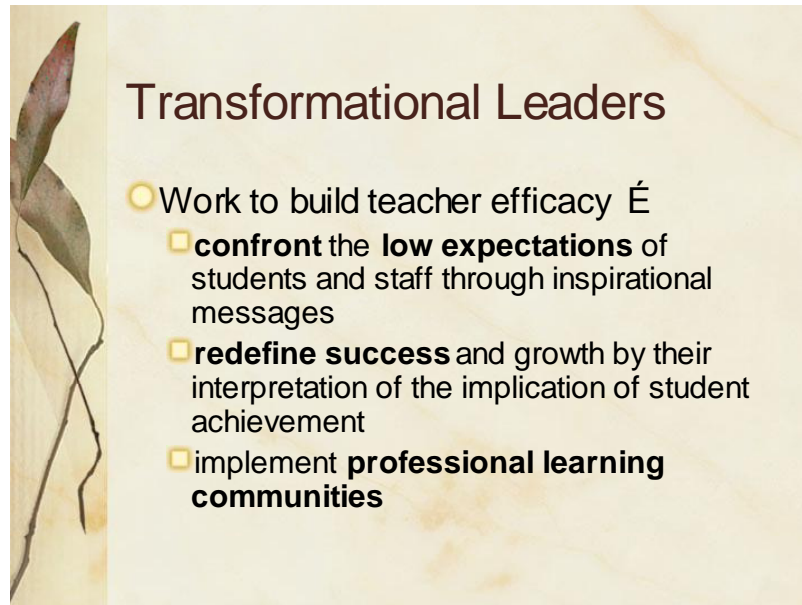 Transformational Leaders
Work to build teacher efficacy É
confront the low expectations of
students and staff through inspirational
messages
redefine success and growth by their
interpretation of the implication of student
achievement
implement professional learning
communities